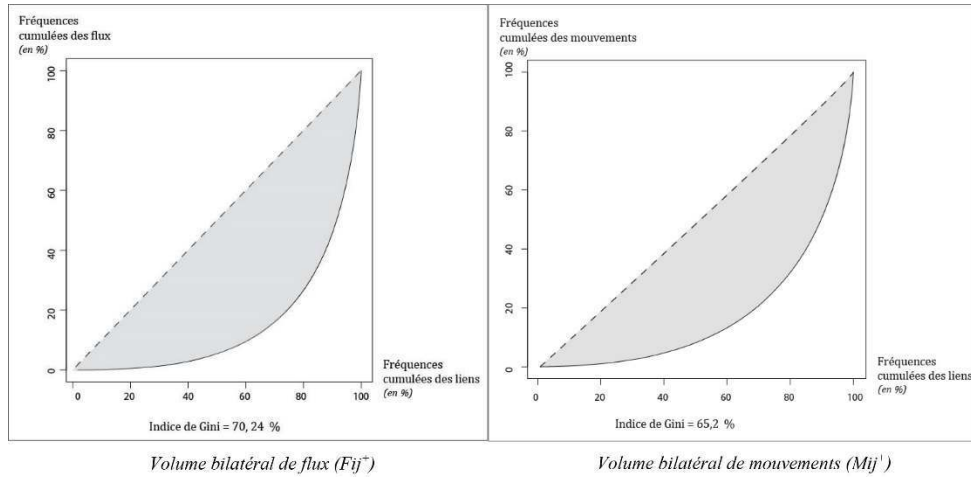 Fréquences
cumulées des flux
(en %)
100
80
60
40
20
0
0 20 40 60 80 100
Fréquences
cumulées des liens
(en %)
Indice de Gini = 70, 24 %
Volume bilatéral de flux (Fij⁺)
Fréquences
cumulées des mouvements
(en %)
100
80
60
40
20
0
0 20 40 60 80 100
Fréquences
cumulées des liens
(en %)
Indice de Gini = 65,2 %
Volume bilatéral de mouvements (Mij⁺)